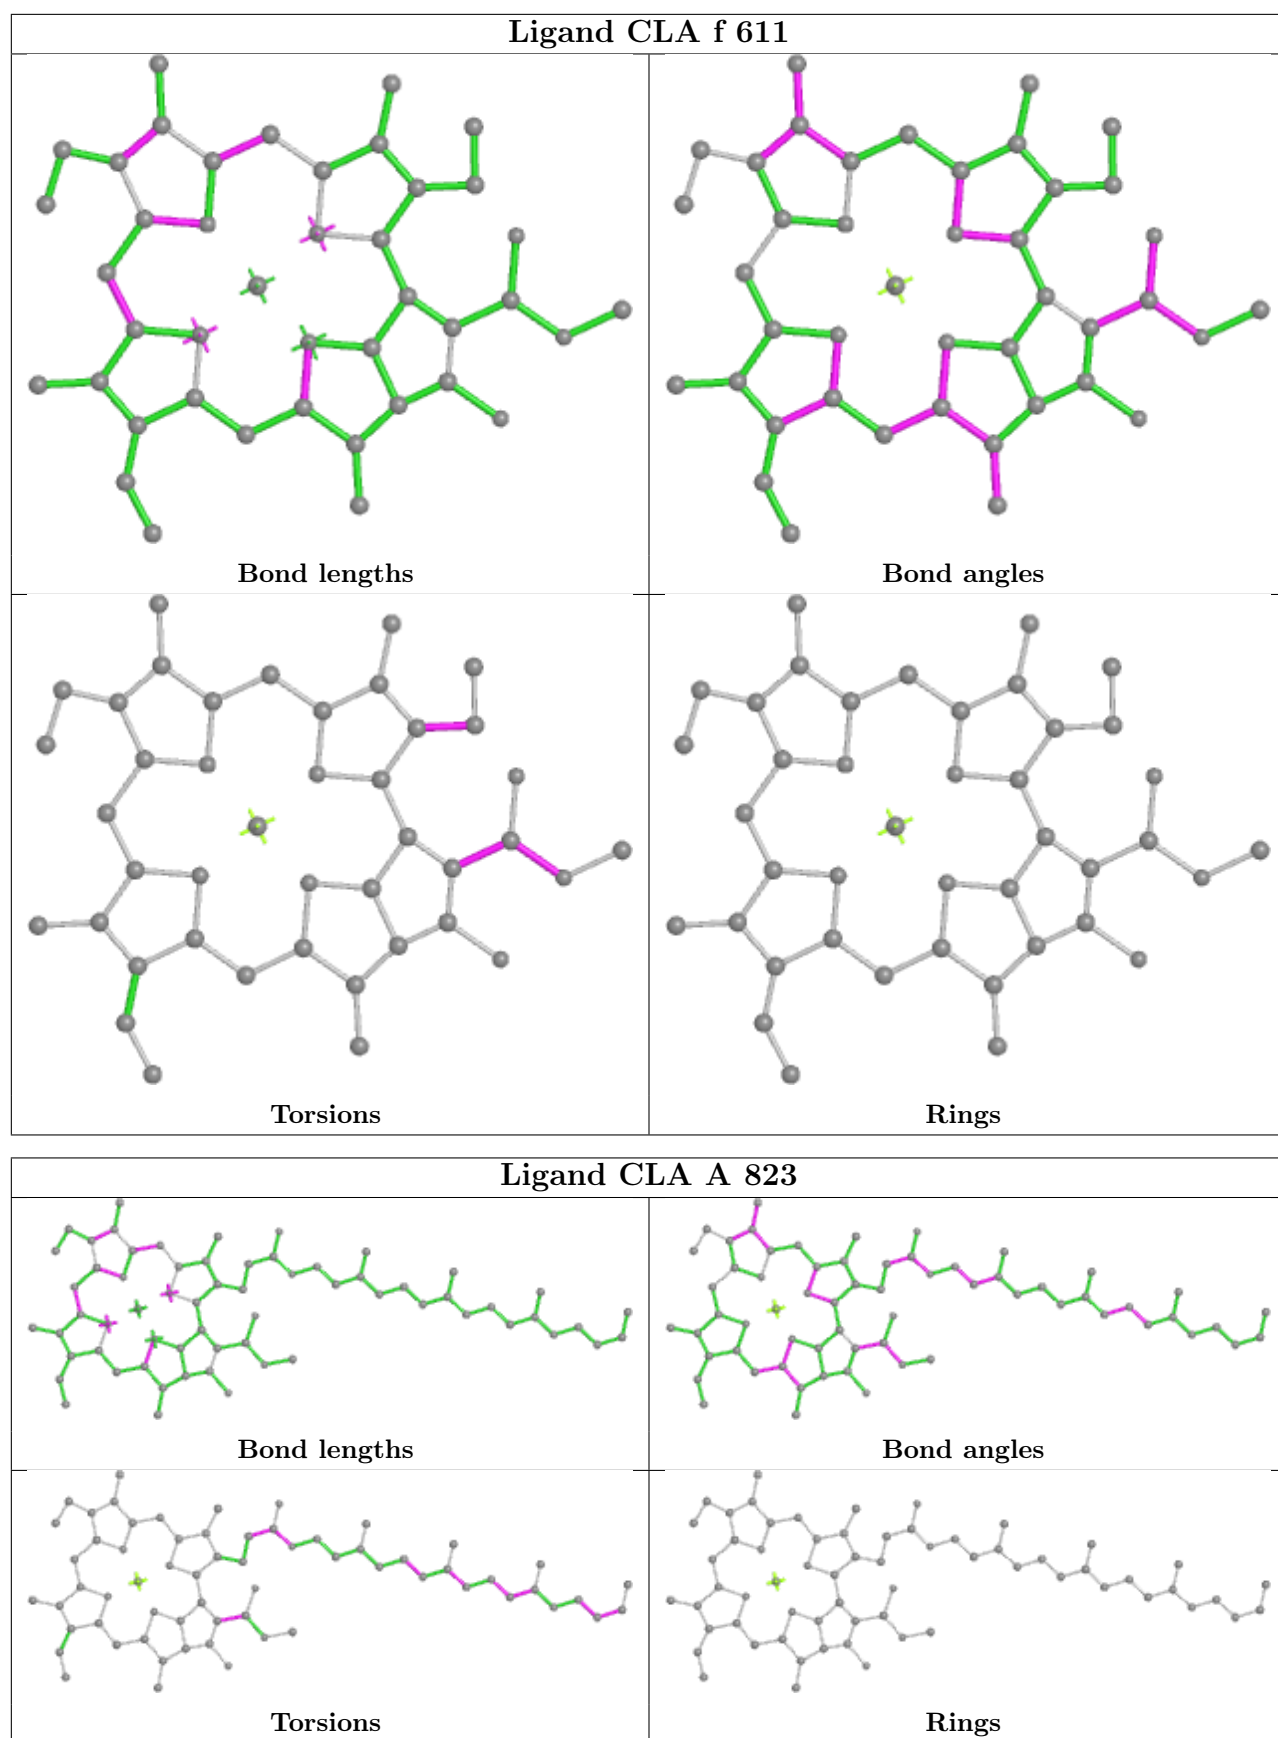 Ligand CLA f 611
Bond lengths
Bond angles
Torsions
Rings
Ligand CLA A 823
Bond lengths
Bond angles
Torsions
Rings